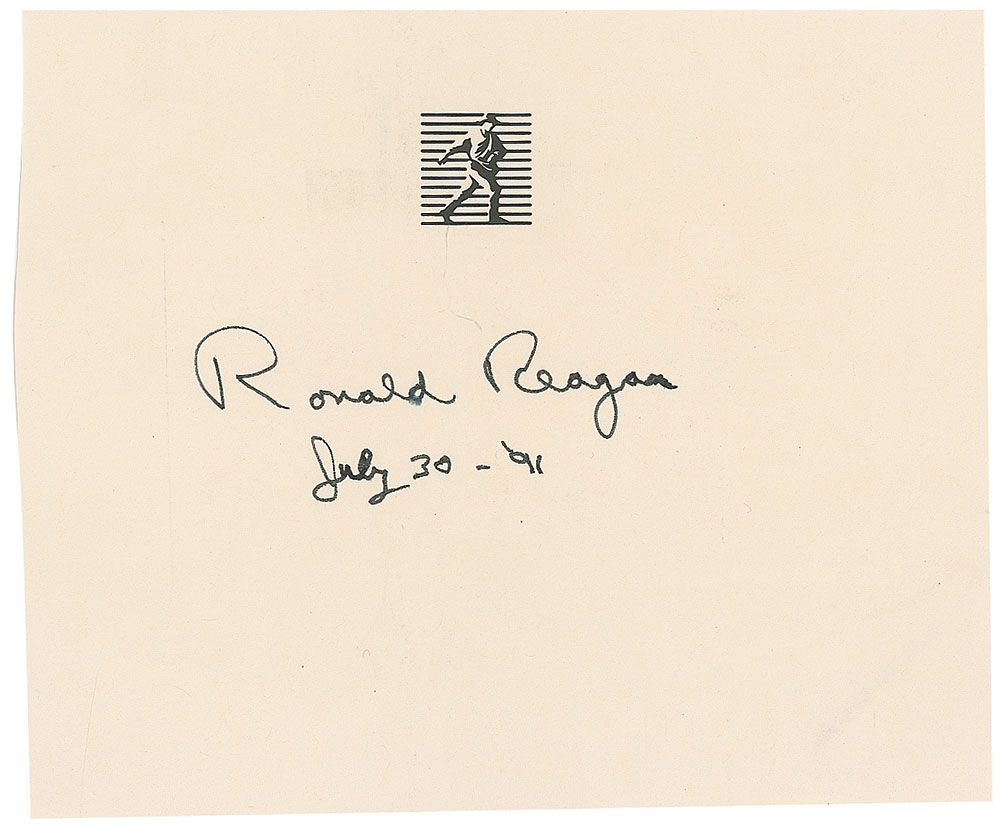 Ronald Reagan
July 30 - '91